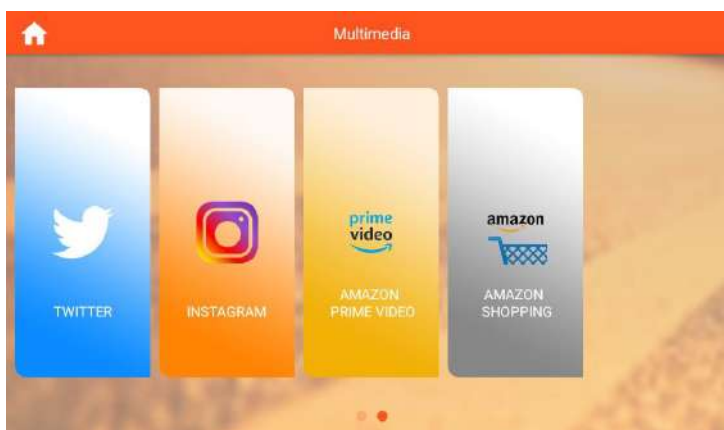 Multimedia
prime
video
amazon
TWITTER
INSTAGRAM
AMAZON
PRIME VIDEO
AMAZON
SHOPPING